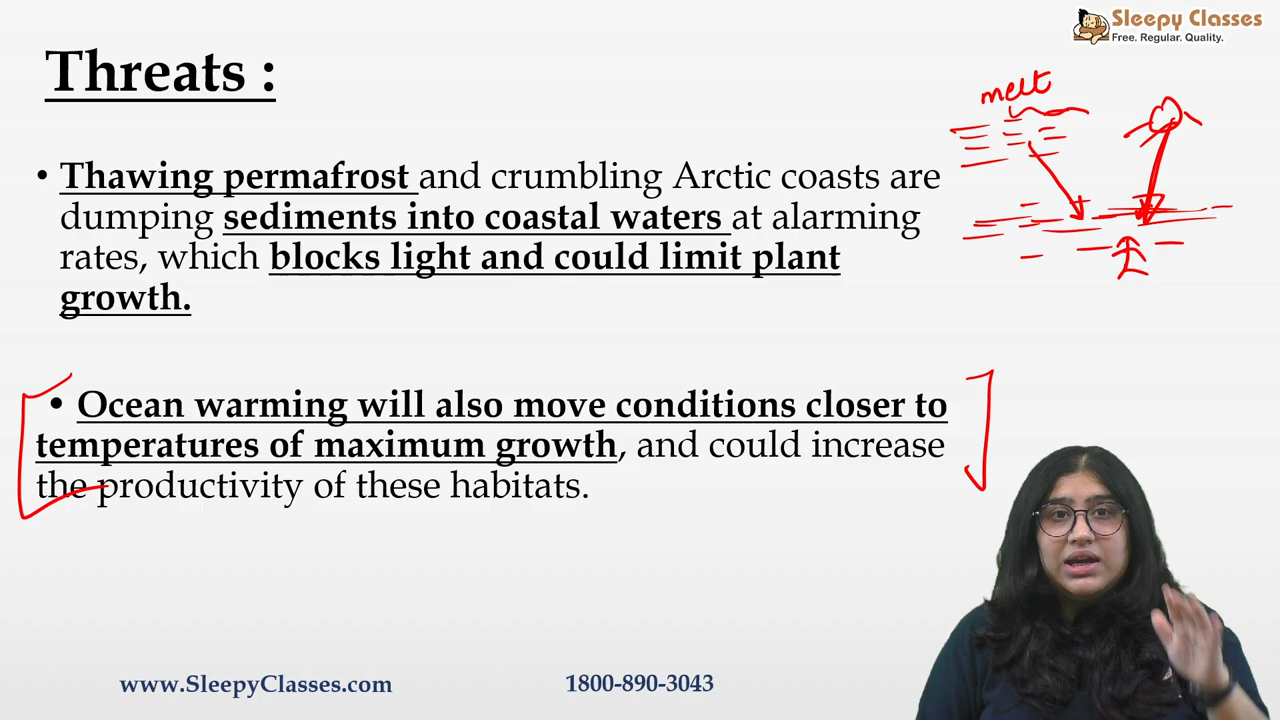 Sleepy Classes
Free. Regular. Quality.
Threats :
melt
• Thawing permafrost and crumbling Arctic coasts are
dumping sediments into coastal waters at alarming
rates, which blocks light and could limit plant
growth.
• Ocean warming will also move conditions closer to
temperatures of maximum growth, and could increase
the productivity of these habitats.
www.SleepyClasses.com
1800-890-3043